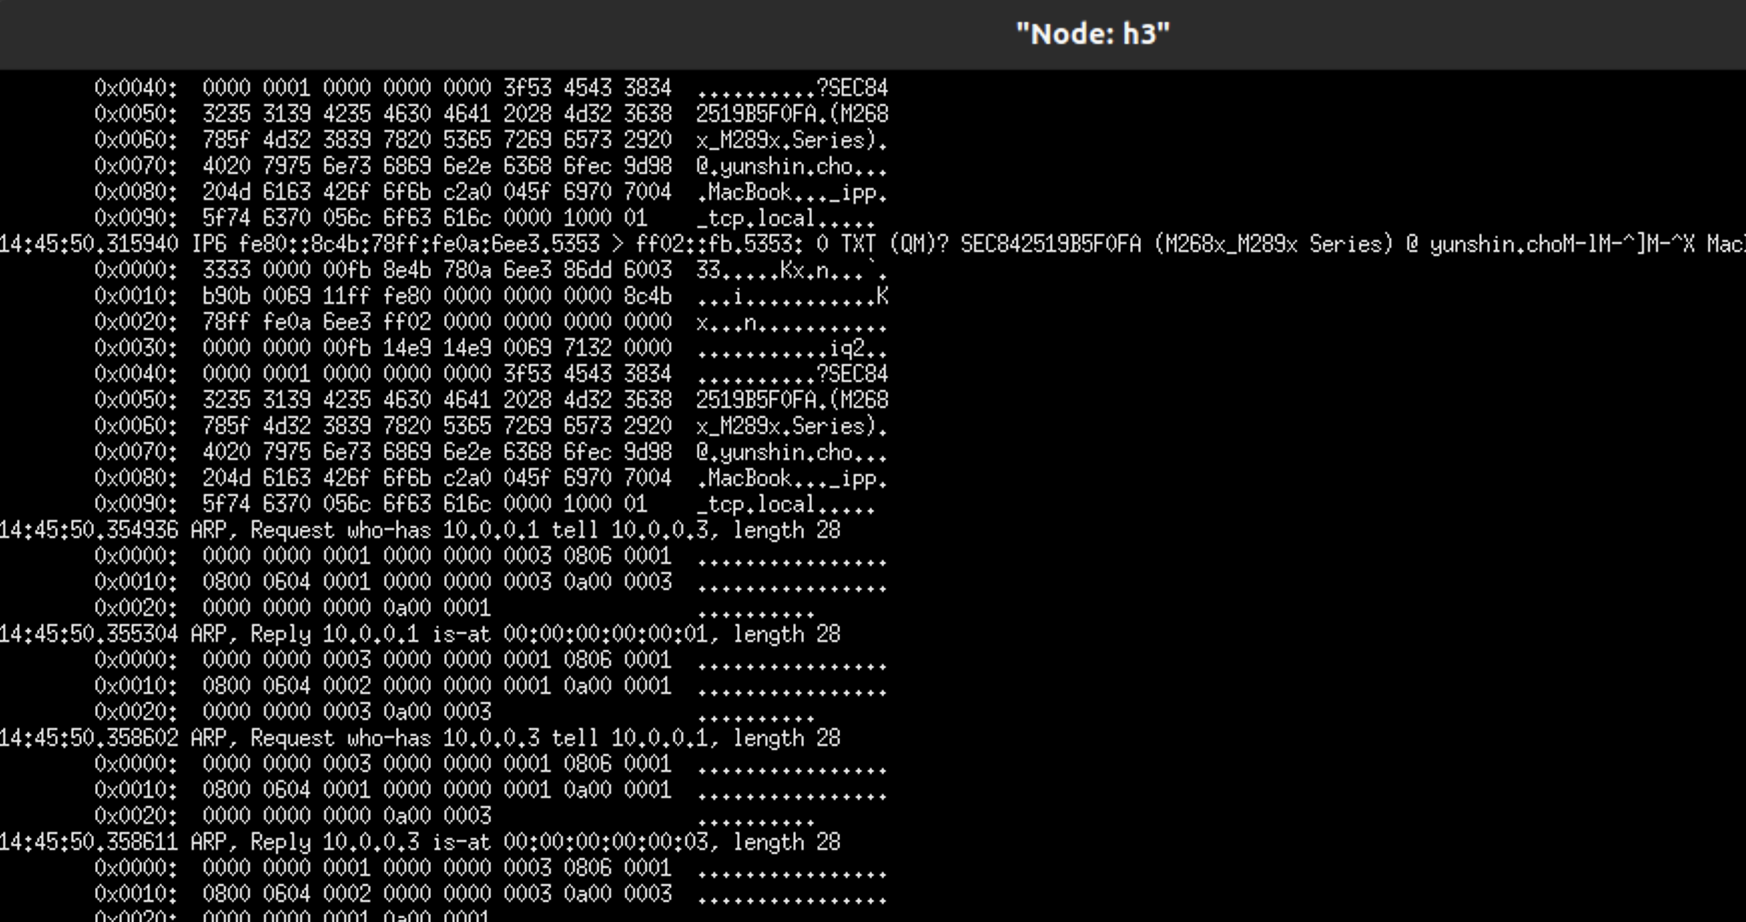 "Node: h3"
0x0040: 0000 0001 0000 0000 0000 3f53 4543 3834 ..........?SEC84
0x0050: 3235 3139 4235 4630 4641 2028 4d32 3638 2519B5F0FA.(M268
0x0060: 785f 4d32 3839 7820 5365 7269 6573 2920 x_M289x.Series).
0x0070: 4020 7975 6e73 6869 6e2e 6368 6fec 9d98 @.yunshin.cho...
0x0080: 204d 6163 426f 6f6b c2a0 045f 6970 7004 .MacBook..._ipp.
0x0090: 5f74 6370 056c 6f63 616c 0000 1000 01 _tcp.local.....
14:45:50.315940 IP6 fe80::8c4b:78ff:fe0a:6ee3.5353 > ff02::fb.5353: 0 TXT (QM)? SEC842519B5F0FA (M268x_M289x Series) @ yunshin.choM-lM-^]M-^X Mac
0x0000: 3333 0000 00fb 8e4b 780a 6ee3 86dd 6003 33.....Kx.n...`.
0x0010: b90b 0069 11ff fe80 0000 0000 0000 8c4b ...i...........K
0x0020: 78ff fe0a 6ee3 ff02 0000 0000 0000 0000 x...n...........
0x0030: 0000 0000 00fb 14e9 14e9 0069 7132 0000 ...........iq2..
0x0040: 0000 0001 0000 0000 0000 3f53 4543 3834 ..........?SEC84
0x0050: 3235 3139 4235 4630 4641 2028 4d32 3638 2519B5F0FA.(M268
0x0060: 785f 4d32 3839 7820 5365 7269 6573 2920 x_M289x.Series).
0x0070: 4020 7975 6e73 6869 6e2e 6368 6fec 9d98 @.yunshin.cho...
0x0080: 204d 6163 426f 6f6b c2a0 045f 6970 7004 .MacBook..._ipp.
0x0090: 5f74 6370 056c 6f63 616c 0000 1000 01 _tcp.local.....
14:45:50.354936 ARP, Request who-has 10.0.0.1 tell 10.0.0.3, length 28
0x0000: 0000 0000 0001 0000 0000 0003 0806 0001 ................
0x0010: 0800 0604 0001 0000 0000 0003 0a00 0003 ................
0x0020: 0000 0000 0000 0a00 0001 ..........
14:45:50.355304 ARP, Reply 10.0.0.1 is-at 00:00:00:00:00:01, length 28
0x0000: 0000 0000 0003 0000 0000 0001 0806 0001 ................
0x0010: 0800 0604 0002 0000 0000 0001 0a00 0001 ................
0x0020: 0000 0000 0003 0a00 0003 ..........
14:45:50.358602 ARP, Request who-has 10.0.0.3 tell 10.0.0.1, length 28
0x0000: 0000 0000 0003 0000 0000 0001 0806 0001 ................
0x0010: 0800 0604 0001 0000 0000 0001 0a00 0001 ................
0x0020: 0000 0000 0000 0a00 0003 ..........
14:45:50.358611 ARP, Reply 10.0.0.3 is-at 00:00:00:00:00:03, length 28
0x0000: 0000 0000 0001 0000 0000 0003 0806 0001 ................
0x0010: 0800 0604 0002 0000 0000 0003 0a00 0003 ................
0x0020: 0000 0000 0001 0a00 0001